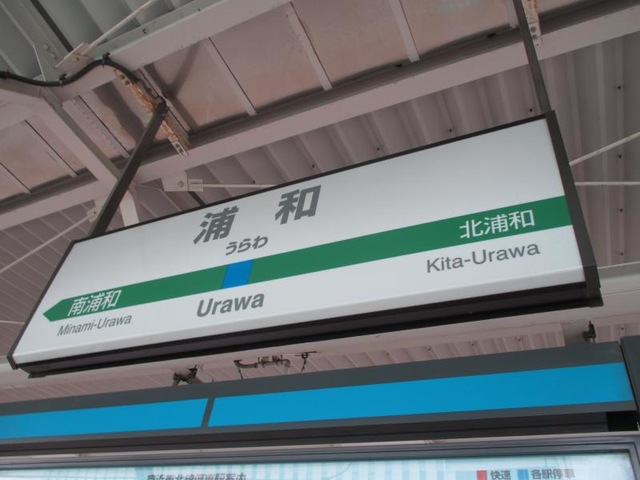 浦和
うらわ
北浦和
Kita-Urawa
南浦和
Minami-Urawa
Urawa
快速
各駅停車